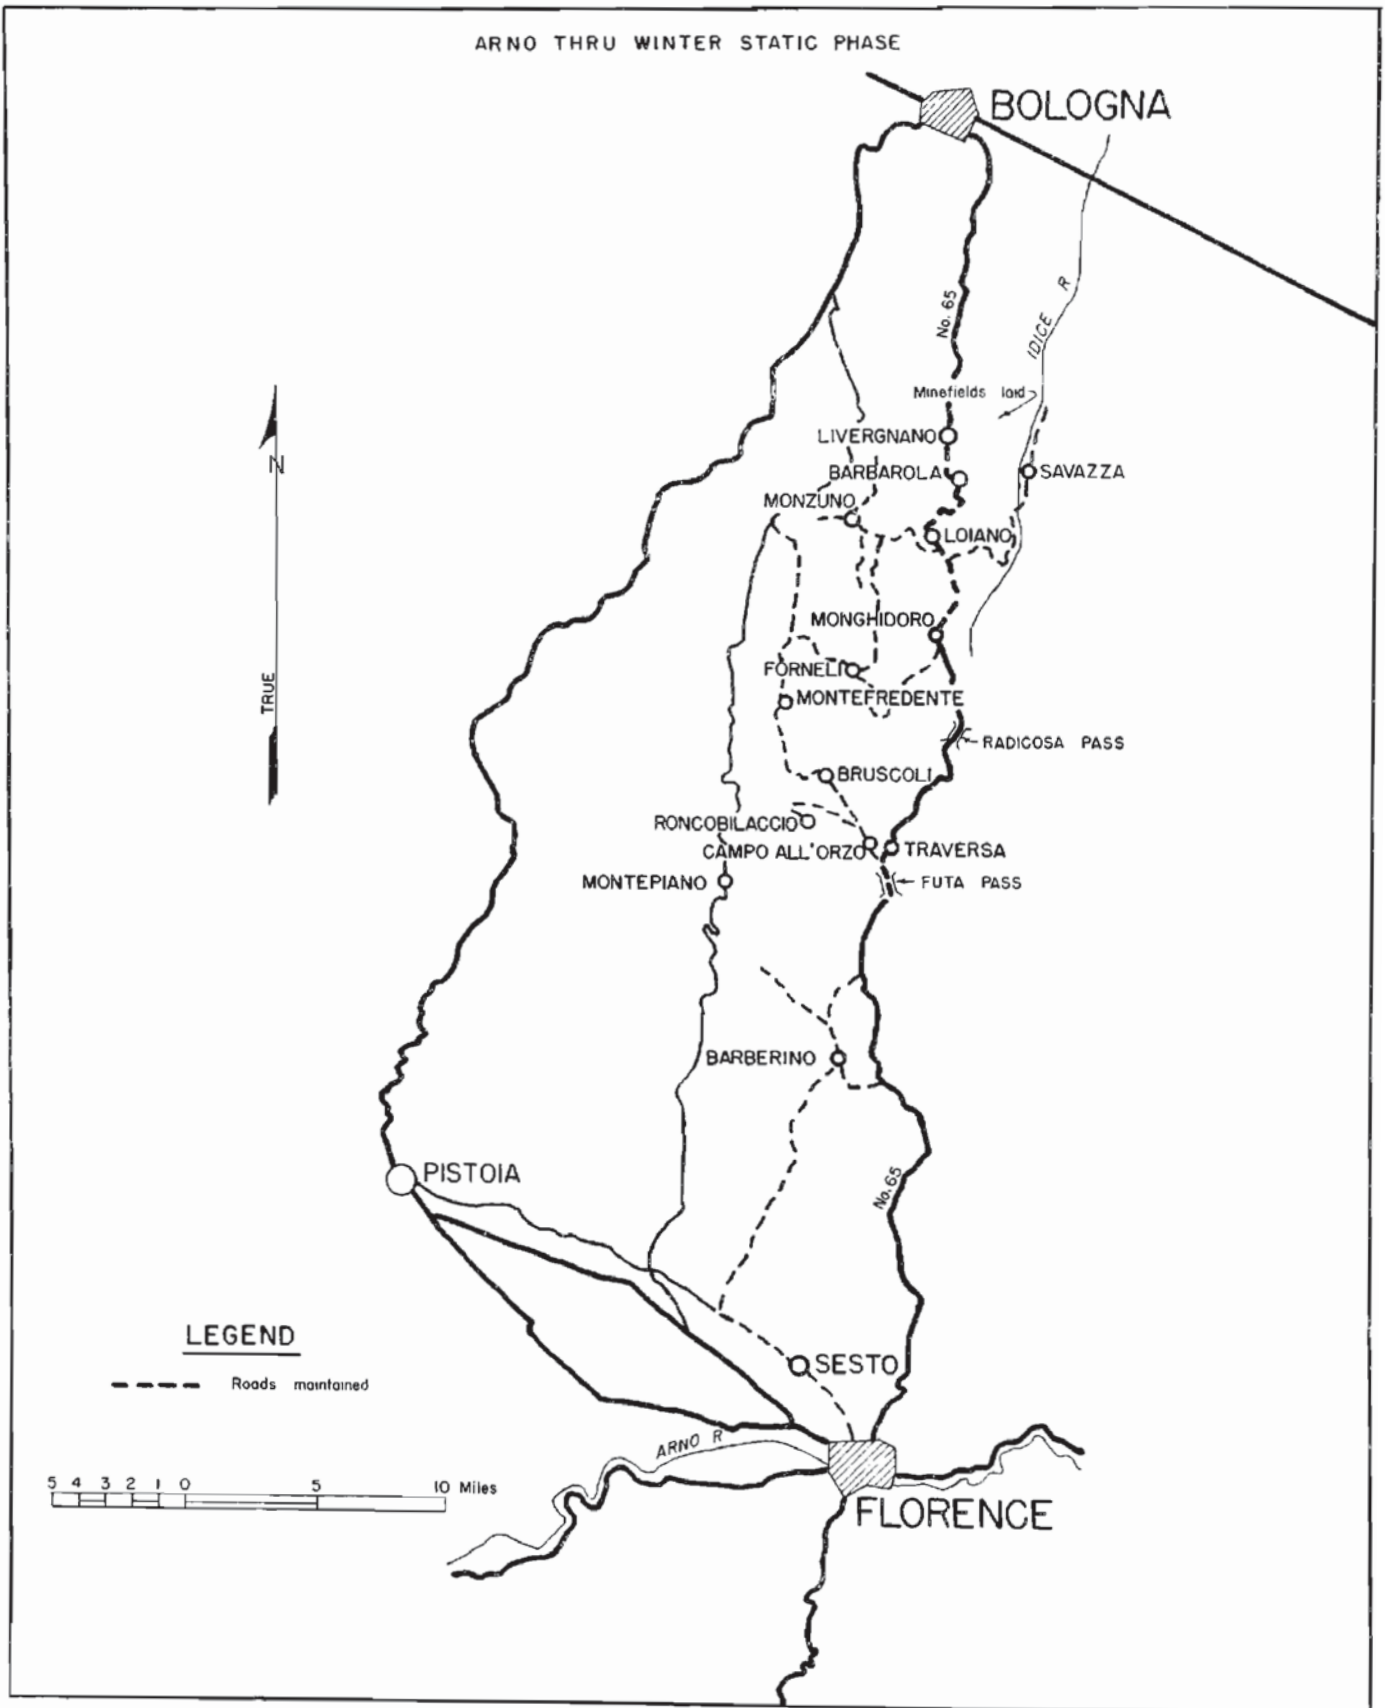 ARNO THRU WINTER STATIC PHASE
BOLOGNA
No. 65
IDICE R
Minefields laid
LIVERGNANO
BARBAROLA
SAVAZZA
MONZUNO
LOIANO
N
MONGHIDORO
FORNELI
TRUE
MONTEFREDENTE
RADICOSA PASS
BRUSCOLI
RONCOBILACCIO
CAMPO ALL'ORZO
TRAVERSA
MONTEPIANO
FUTA PASS
BARBERINO
PISTOIA
No. 65
LEGEND
Roads maintained
SESTO
ARNO R
5 4 3 2 1 0 5 10 Miles
FLORENCE